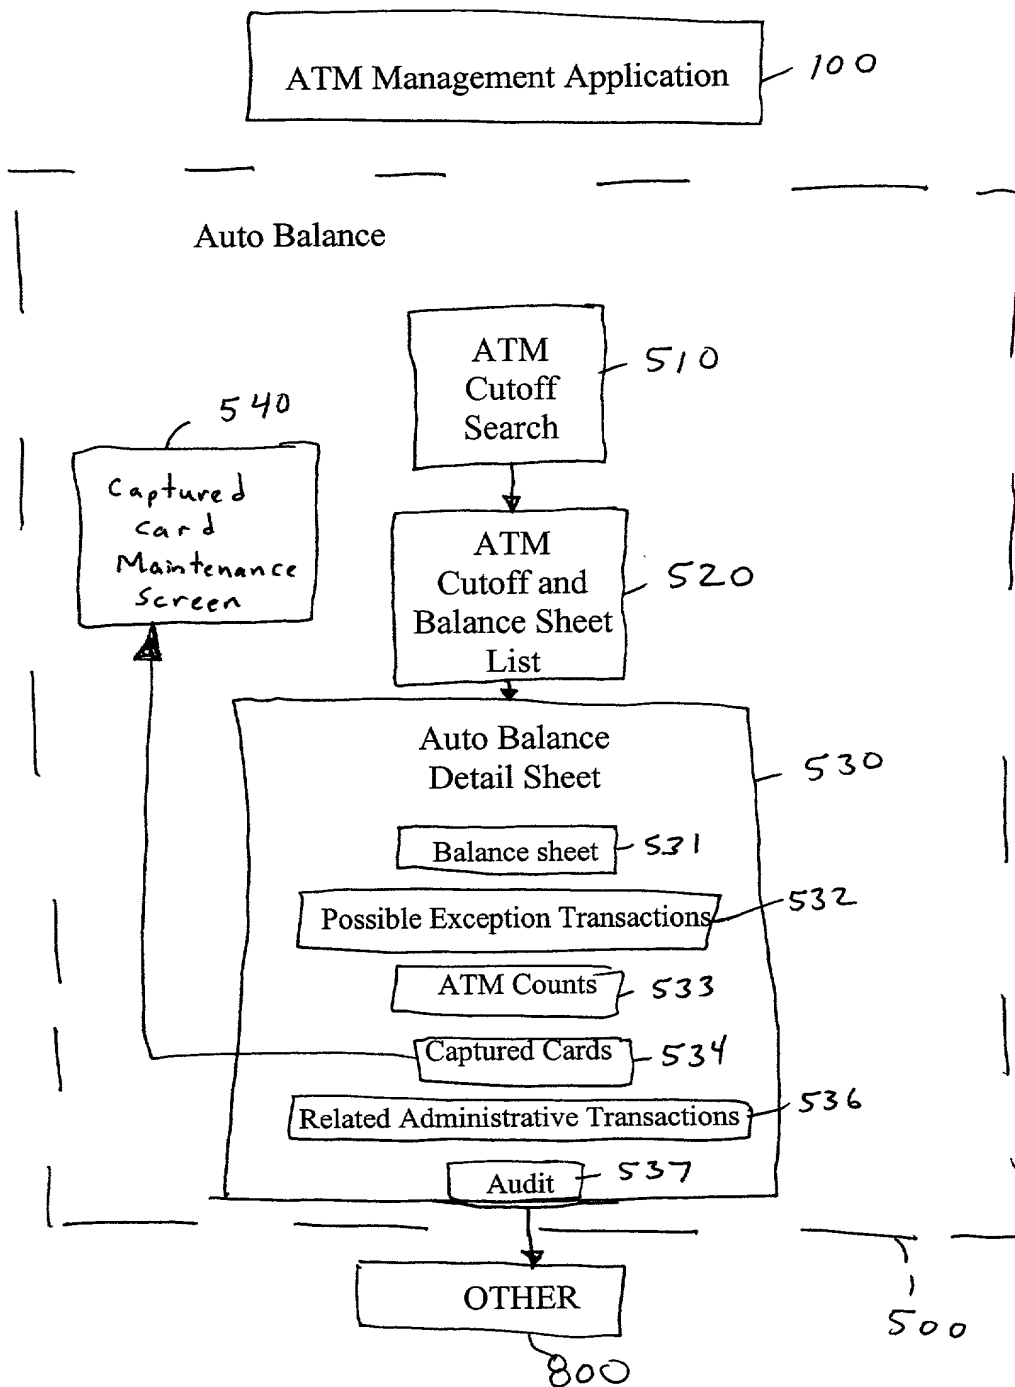 ATM Management Application
100
Auto Balance
ATM
Cutoff
Search
510
540
Captured
Card
Maintenance
Screen
ATM
Cutoff and
Balance Sheet
List
520
Auto Balance
Detail Sheet
530
Balance sheet
531
Possible Exception Transactions
532
ATM Counts
533
Captured Cards
534
Related Administrative Transactions
536
Audit
537
OTHER
500
800